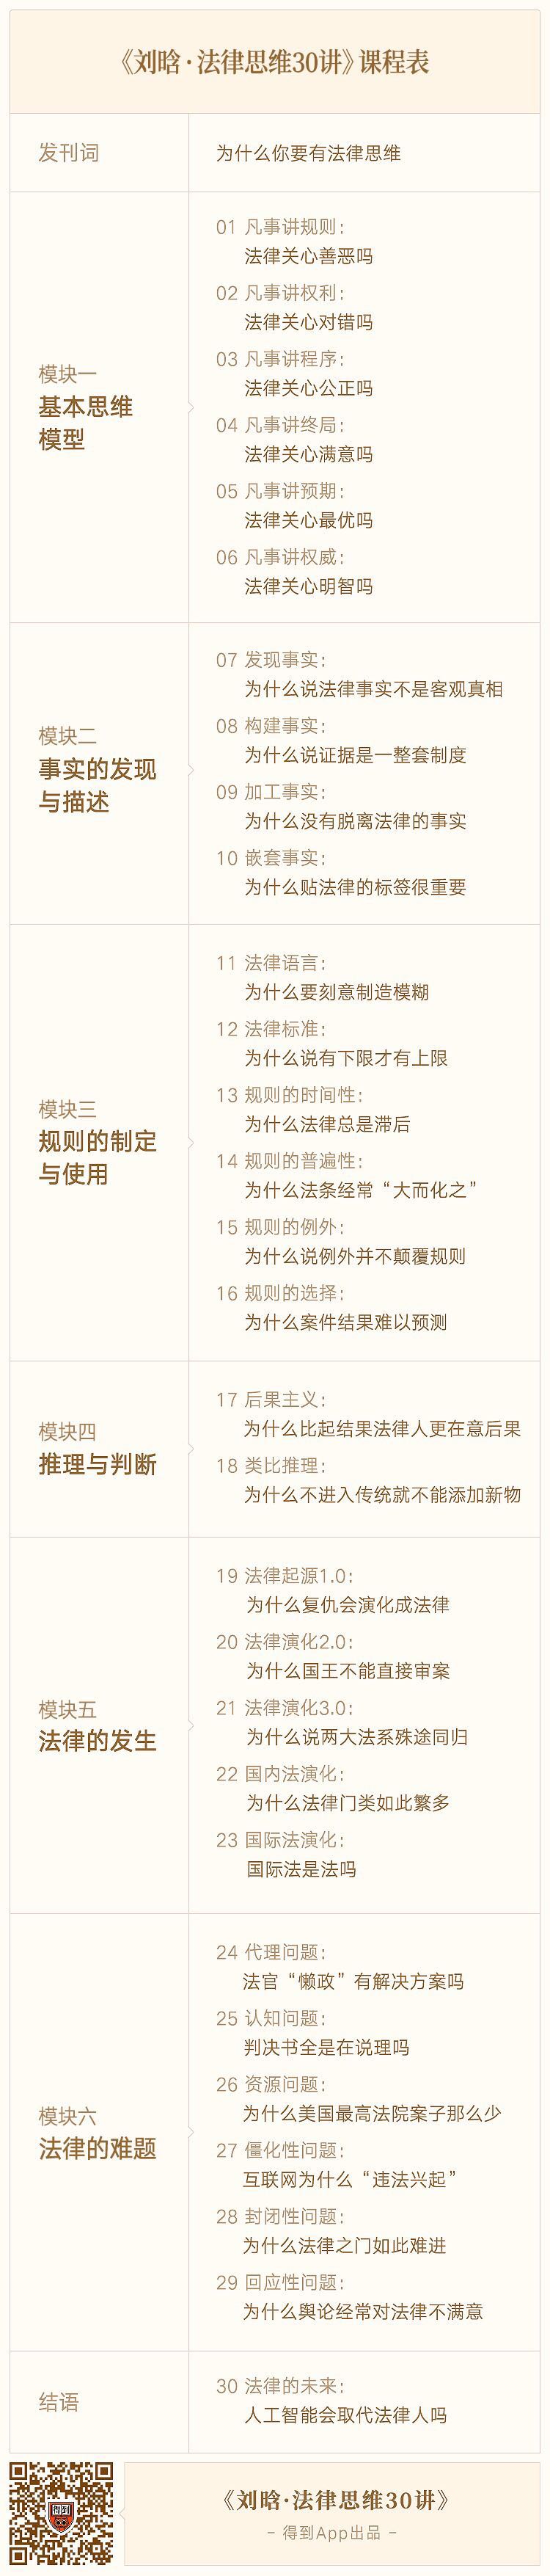 《刘晗·法律思维30讲》课程表
发刊词
为什么你要有法律思维
模块一
基本思维
模型
01 凡事讲规则：
法律关心善恶吗
02 凡事讲权利：
法律关心对错吗
03 凡事讲程序：
法律关心公正吗
04 凡事讲终局：
法律关心满意吗
05 凡事讲预期：
法律关心最优吗
06 凡事讲权威：
法律关心明智吗
模块二
事实的发现
与描述
07 发现事实：
为什么说法律事实不是客观真相
08 构建事实：
为什么说证据是一整套制度
09 加工事实：
为什么没有脱离法律的事实
10 嵌套事实：
为什么贴法律的标签很重要
模块三
规则的制定
与使用
11 法律语言：
为什么要刻意制造模糊
12 法律标准：
为什么说有下限才有上限
13 规则的时间性：
为什么法律总是滞后
14 规则的普遍性：
为什么法条经常“大而化之”
15 规则的例外：
为什么说例外并不颠覆规则
16 规则的选择：
为什么案件结果难以预测
模块四
推理与判断
17 后果主义：
为什么比起结果法律人更在意后果
18 类比推理：
为什么不进入传统就不能添加新物
模块五
法律的发生
19 法律起源1.0：
为什么复仇会演化成法律
20 法律演化2.0：
为什么国王不能直接审案
21 法律演化3.0：
为什么说两大法系殊途同归
22 国内法演化：
为什么法律门类如此繁多
23 国际法演化：
国际法是法吗
模块六
法律的难题
24 代理问题：
法官“懒政”有解决方案吗
25 认知问题：
判决书全是在说理吗
26 资源问题：
为什么美国最高法院案子那么少
27 僵化性问题：
互联网为什么“违法兴起”
28 封闭性问题：
为什么法律之门如此难进
29 回应性问题：
为什么舆论经常对法律不满意
结语
30 法律的未来：
人工智能会取代法律人吗
得到
《刘晗·法律思维30讲》
- 得到App出品 -